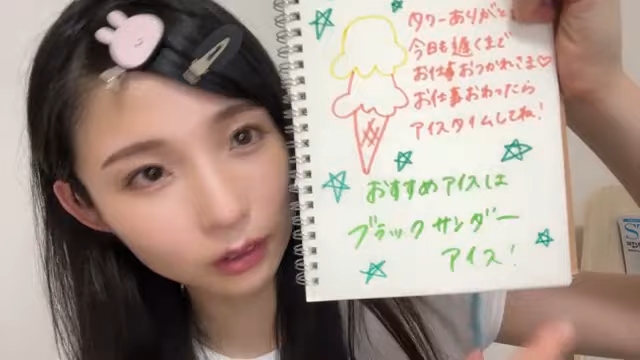 タワーありがとう
今日も遅くまで
お仕事おつかれさま♡
お仕事おわったら
アイスタイムしてね!
おすすめアイスは
ブラックサンダー
アイス!